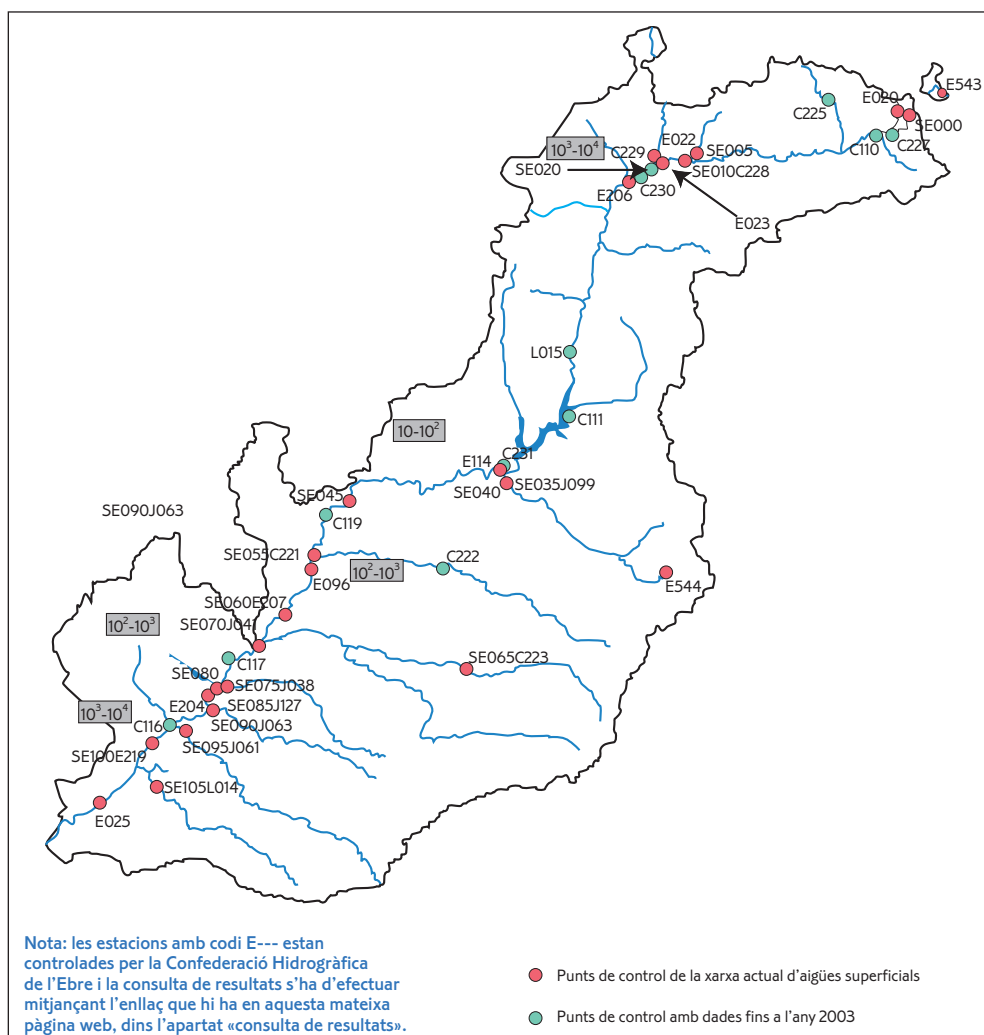 E543
E020
C225
SE000
C110
C227
E022
10³-10⁴
C229
SE005
SE020
SE010C228
C230
E206
E023
L015
C111
10-10²
C231
E114
SE040
SE035J099
SE045
SE090J063
C119
SE055C221
C222
10²-10³
E096
E544
SE060E207
SE070J041
10²-10³
C117
SE065C223
SE080
SE075J038
E204
SE085J127
10³-10⁴
C116
SE090J063
SE095J061
SE100E219
SE105L014
E025
Nota: les estacions amb codi E--- estan
controlades per la Confederació Hidrogràfica
de l’Ebre i la consulta de resultats s’ha d’efectuar
mitjançant l’enllaç que hi ha en aquesta mateixa
pàgina web, dins l’apartat «consulta de resultats».
Punts de control de la xarxa actual d’aigües superficials
Punts de control amb dades fins a l’any 2003